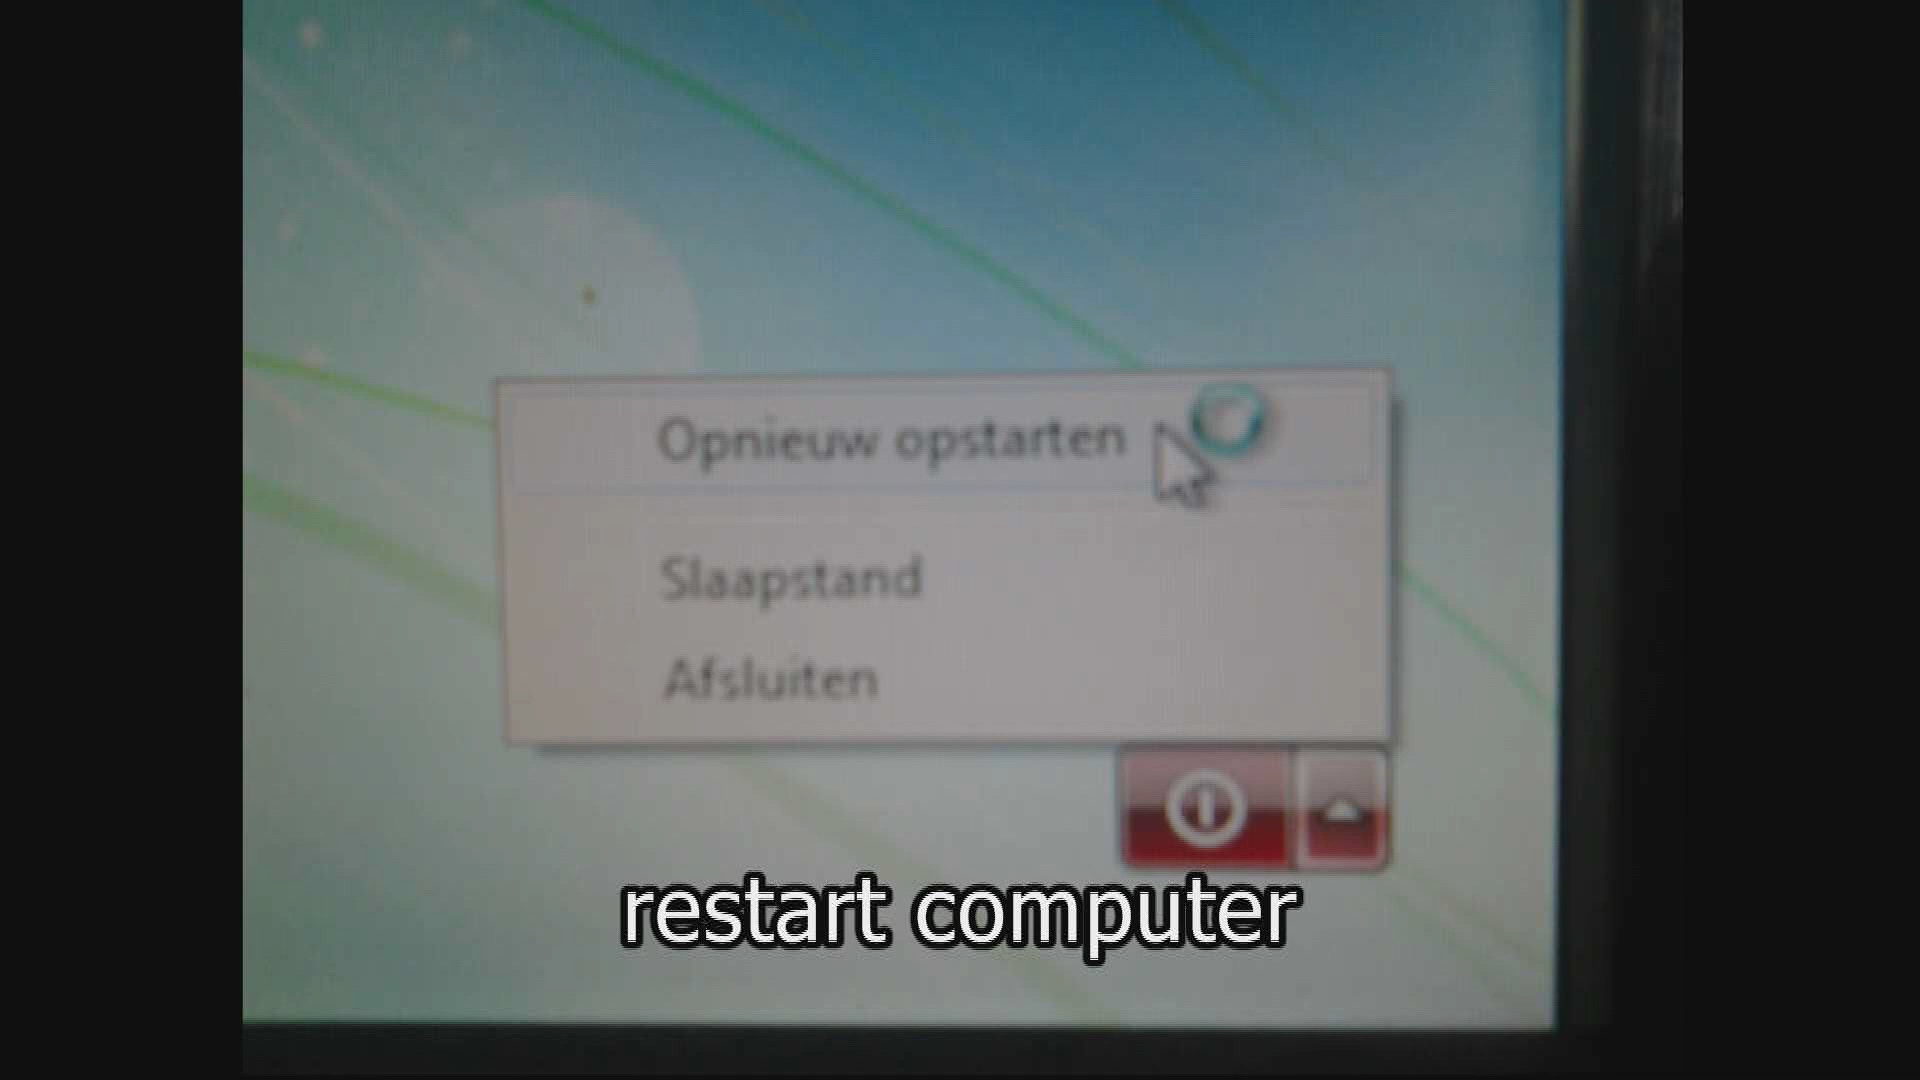 Opnieuw opstarten
Slaapstand
Afsluiten
restart computer